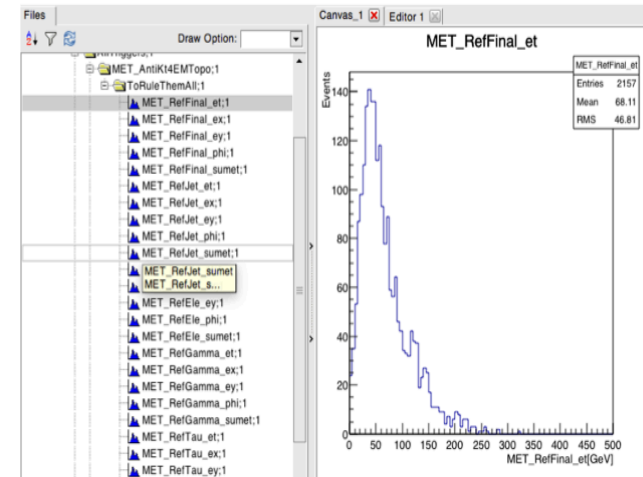 Files
Draw Option:
MET_AntiKt4EMTopo;1
ToRuleThemAll;1
MET_RefFinal_et;1
MET_RefFinal_ex;1
MET_RefFinal_ey;1
MET_RefFinal_phi;1
MET_RefFinal_sumet;1
MET_RefJet_et;1
MET_RefJet_ex;1
MET_RefJet_ey;1
MET_RefJet_phi;1
MET_RefJet_sumet;1
MET_RefJet_sumet
MET_RefJet_s...
MET_RefEle_ey;1
MET_RefEle_phi;1
MET_RefEle_sumet;1
MET_RefGamma_et;1
MET_RefGamma_ex;1
MET_RefGamma_ey;1
MET_RefGamma_phi;1
MET_RefGamma_sumet;1
MET_RefTau_et;1
MET_RefTau_ex;1
MET_RefTau_ey;1
Canvas_1 Editor 1
MET_RefFinal_et
MET_RefFinal_et
Entries 2157
Mean 68.11
RMS 46.81
Events
140
120
100
80
60
40
20
0
0 50 100 150 200 250 300 350 400 450 500
MET_RefFinal_et[GeV]